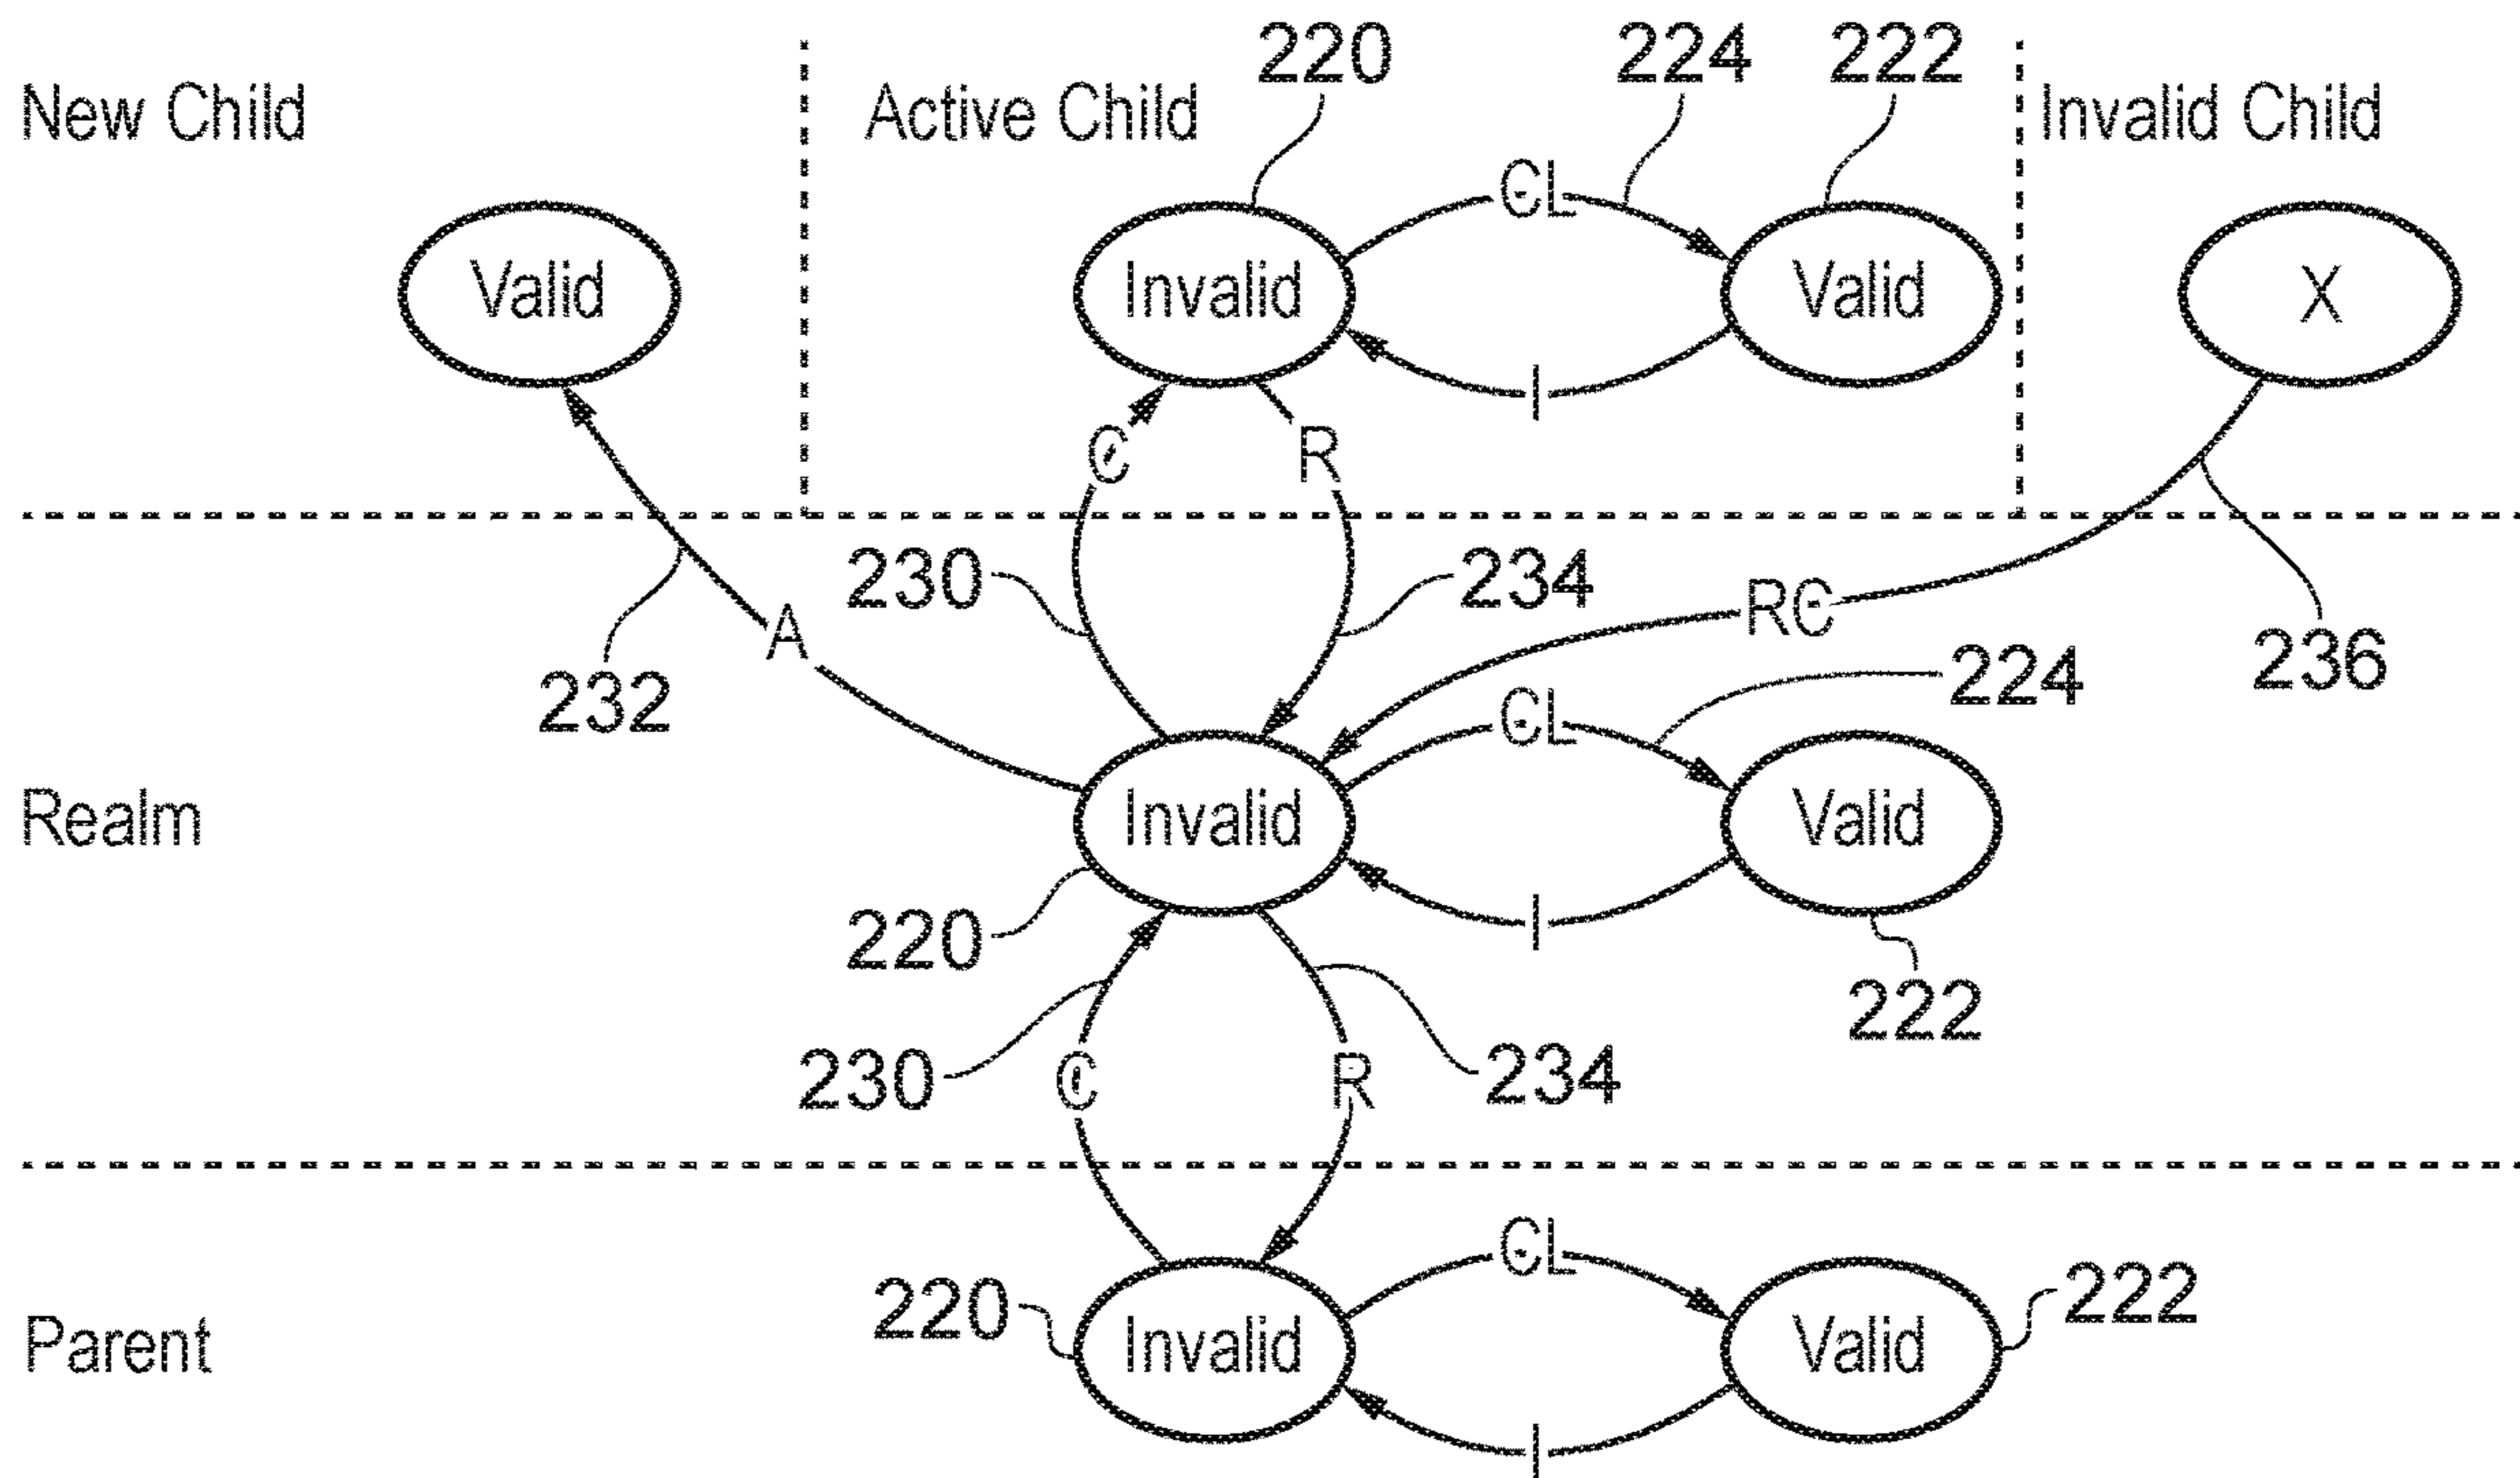 220 224 222
New Child Active Child Invalid Child
CL
Valid Invalid Valid X
I
C R
230 234 RC
A
232 CL 224 236
Realm Invalid Valid
220 I
222
230 C R 234
CL
220 222
Parent Invalid Valid
I